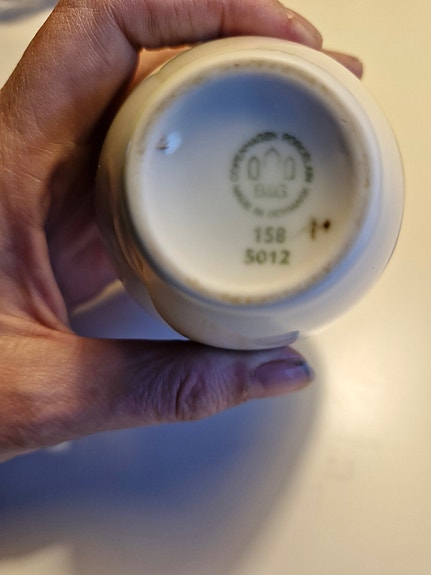 COPENHAGEN PORCELAIN
B&G
MADE IN DENMARK
158
5012